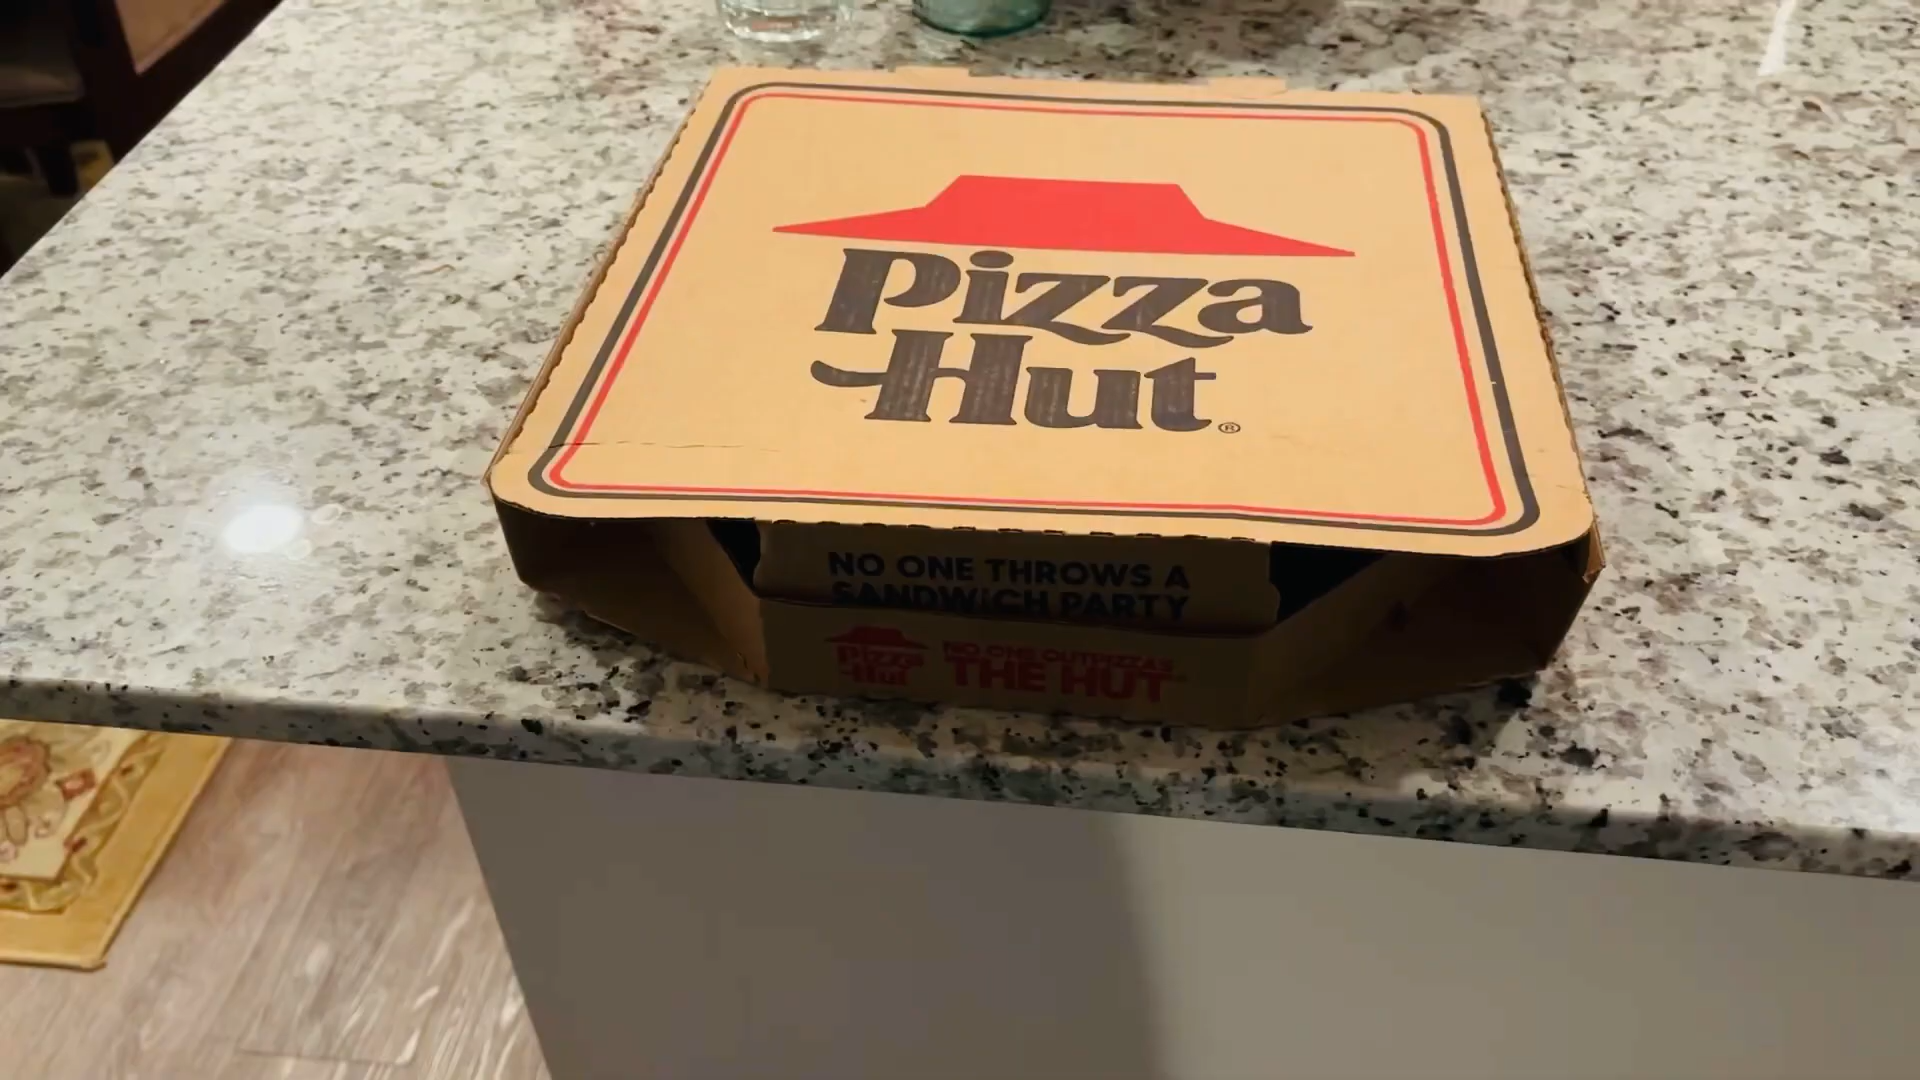 Pizza
Hut®
NO ONE THROWS A
SANDWICH PARTY
Pizza
Hut
NO ONE OUTPIZZAS
THE HUT